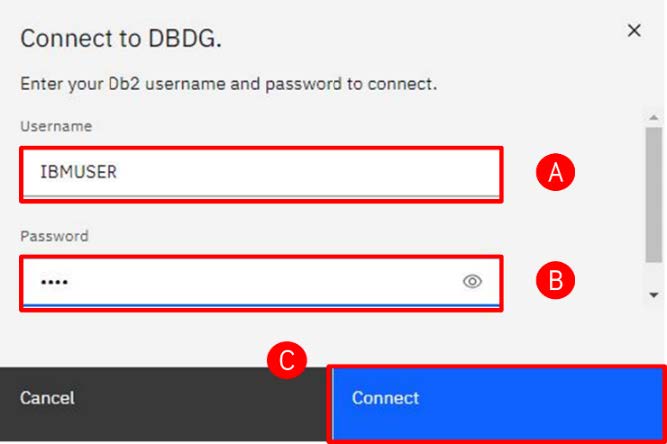 Connect to DBDG.
Enter your Db2 username and password to connect.
Username
IBMUSER
A
Password
••••
B
C
Cancel
Connect